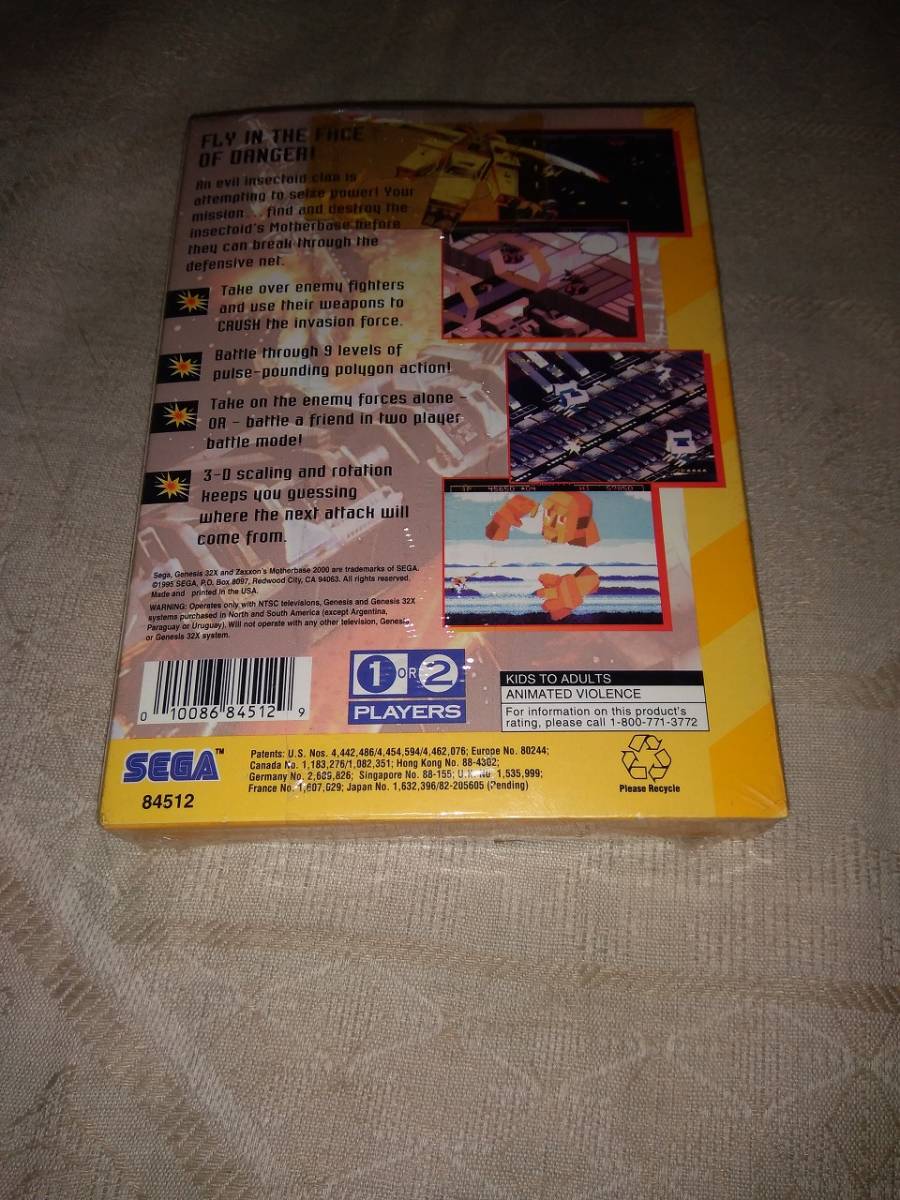 FLY IN THE FACE
OF DANGER!
An evil insectoid clan is
attempting to seize power! Your
mission... find and destroy the
insectoid's Motherbase before
they can break through the
defensive net.
Take over enemy fighters
and use their weapons to
CRUSH the invasion force.
Battle through 9 levels of
pulse-pounding polygon action!
Take on the enemy forces alone –
OR – battle a friend in two player
battle mode!
3-D scaling and rotation
keeps you guessing
where the next attack will
come from.
1P 45650 HI 57850
Sega, Genesis 32X and Zaxxon's Motherbase 2000 are trademarks of SEGA.
©1995 SEGA, P.O. Box 8097, Redwood City, CA 94063. All rights reserved.
Made and printed in the USA.
WARNING: Operates only with NTSC televisions, Genesis and Genesis 32X
systems purchased in North and South America (except Argentina,
Paraguay or Uruguay). Will not operate with any other television, Genesis
or Genesis 32X system.
0 10086 84512 9
1 OR 2
PLAYERS
KIDS TO ADULTS
ANIMATED VIOLENCE
For information on this product's
rating, please call 1-800-771-3772
SEGA™
84512
Patents: U.S. Nos. 4,442,486/4,454,594/4,462,076; Europe No. 80244;
Canada No. 1,183,276/1,082,351; Hong Kong No. 88-4302;
Germany No. 2,609,826; Singapore No. 88-155; U.K. No. 1,535,999;
France No. 1,607,029; Japan No. 1,632,396/82-205605 (Pending)
Please Recycle